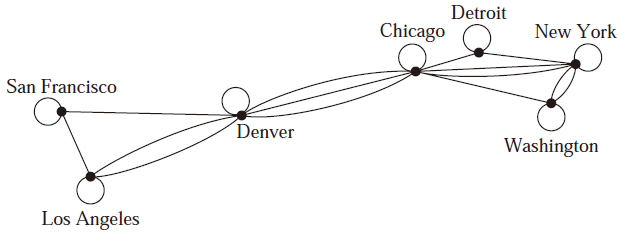 Detroit
Chicago
New York
San Francisco
Denver
Washington
Los Angeles